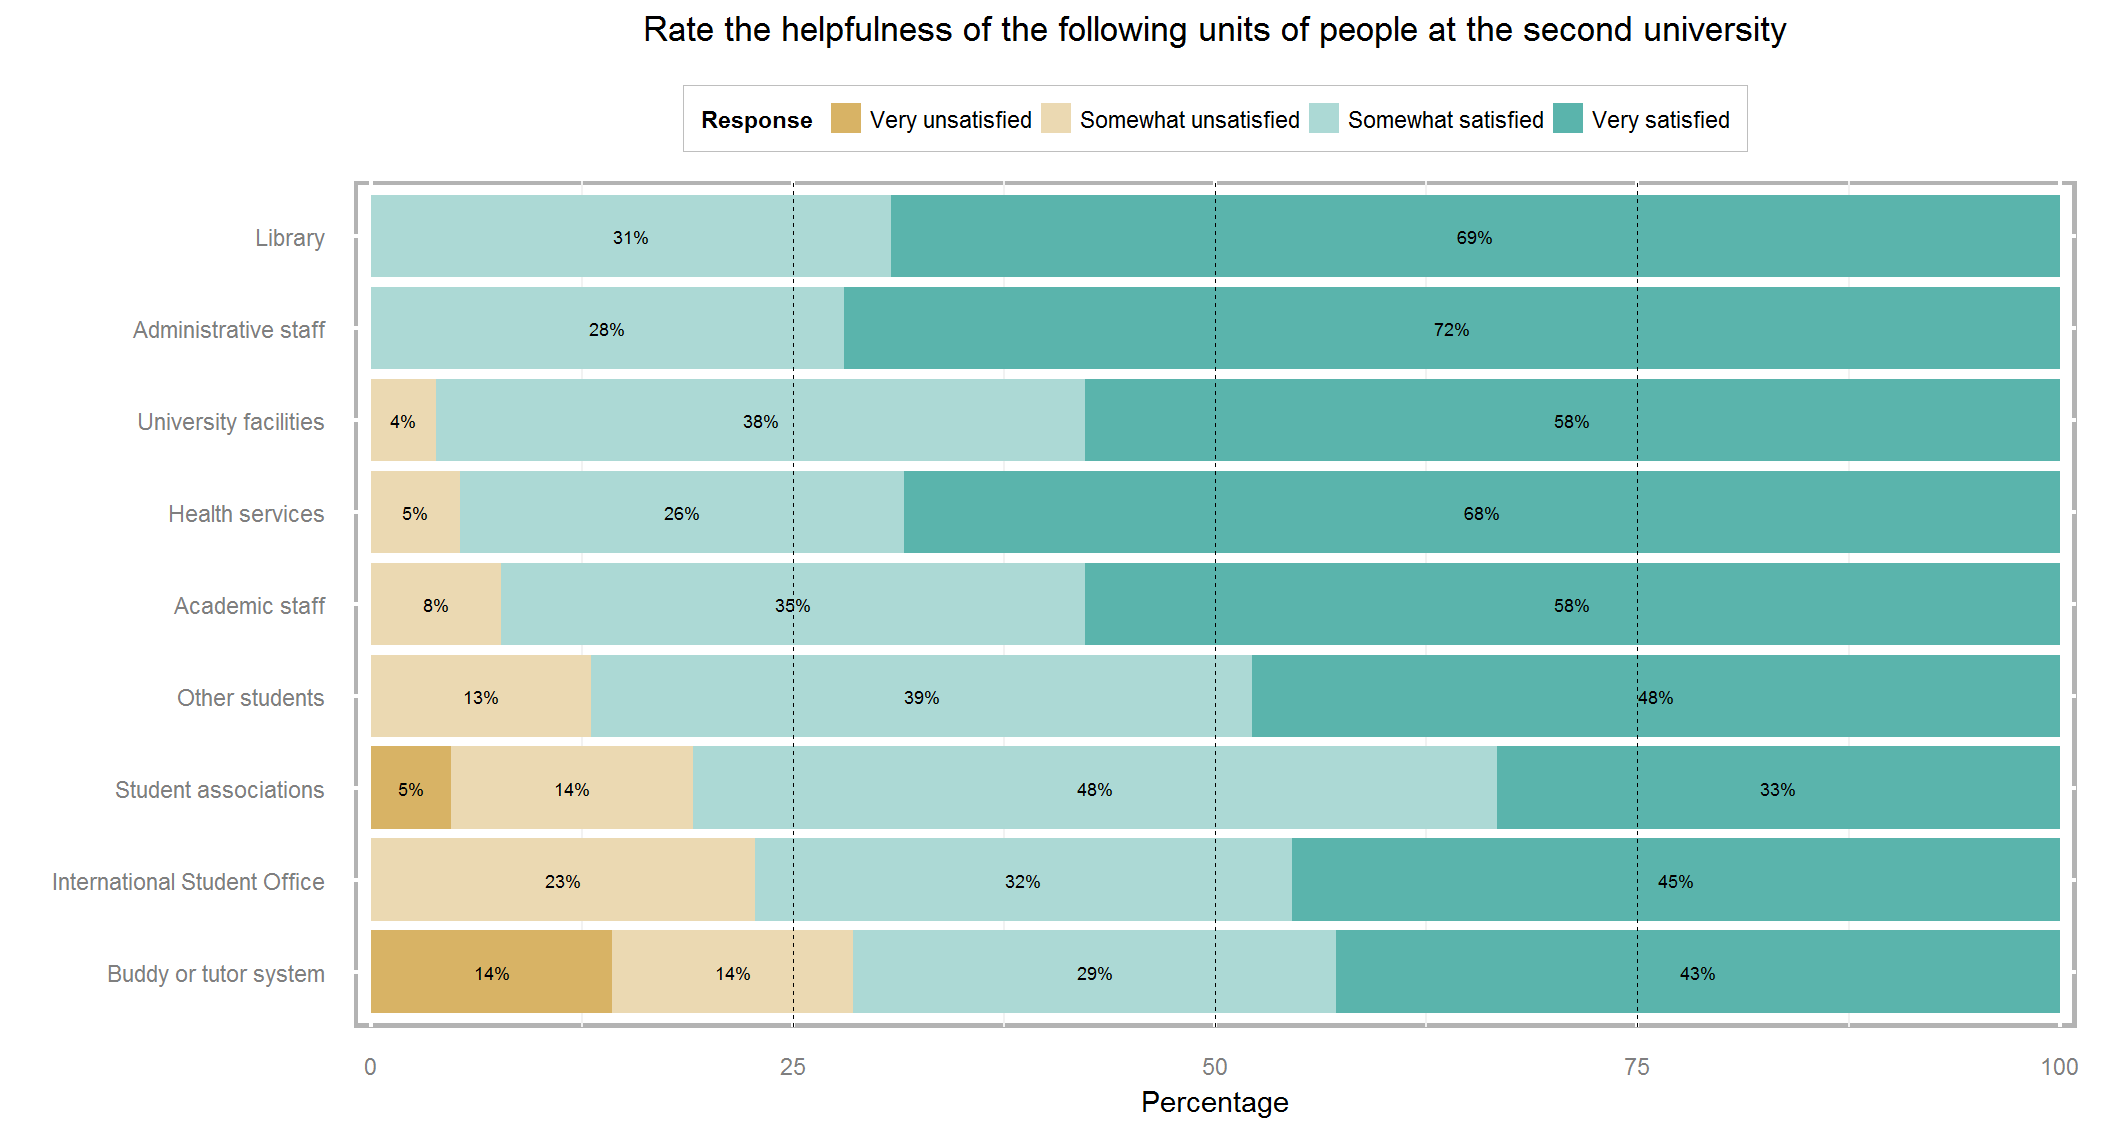 Rate the helpfulness of the following units of people at the second university
Response Very unsatisfied Somewhat unsatisfied Somewhat satisfied Very satisfied
Library 31% 69%
Administrative staff 28% 72%
University facilities 4% 38% 58%
Health services 5% 26% 68%
Academic staff 8% 35% 58%
Other students 13% 39% 48%
Student associations 5% 14% 48% 33%
International Student Office 23% 32% 45%
Buddy or tutor system 14% 14% 29% 43%
0 25 50 75 100
Percentage